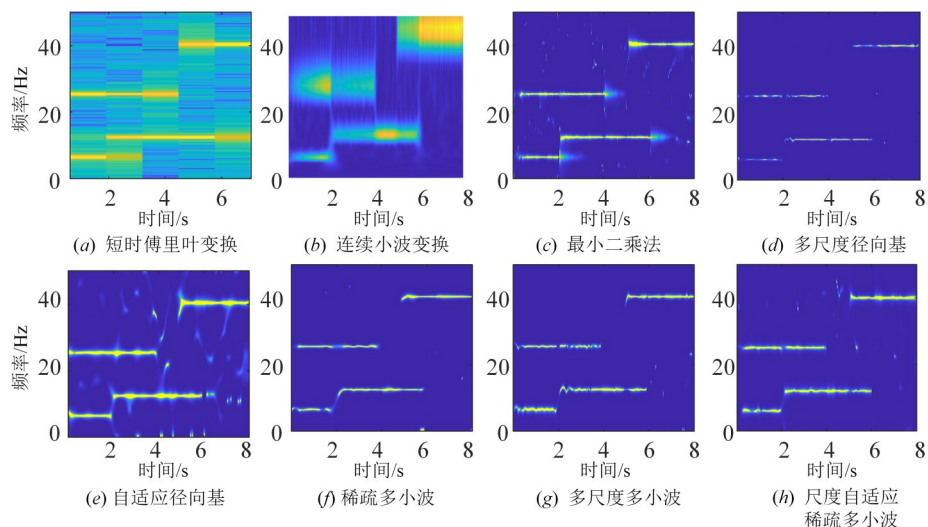 频率/Hz
40
20
0
2 4 6
时间/s
(a) 短时傅里叶变换
40
20
0
2 4 6 8
时间/s
(b) 连续小波变换
40
20
0
2 4 6 8
时间/s
(c) 最小二乘法
40
20
0
2 4 6 8
时间/s
(d) 多尺度径向基
频率/Hz
40
20
0
2 4 6 8
时间/s
(e) 自适应径向基
40
20
0
2 4 6 8
时间/s
(f) 稀疏多小波
40
20
0
2 4 6 8
时间/s
(g) 多尺度多小波
40
20
0
2 4 6 8
时间/s
(h) 尺度自适应
稀疏多小波